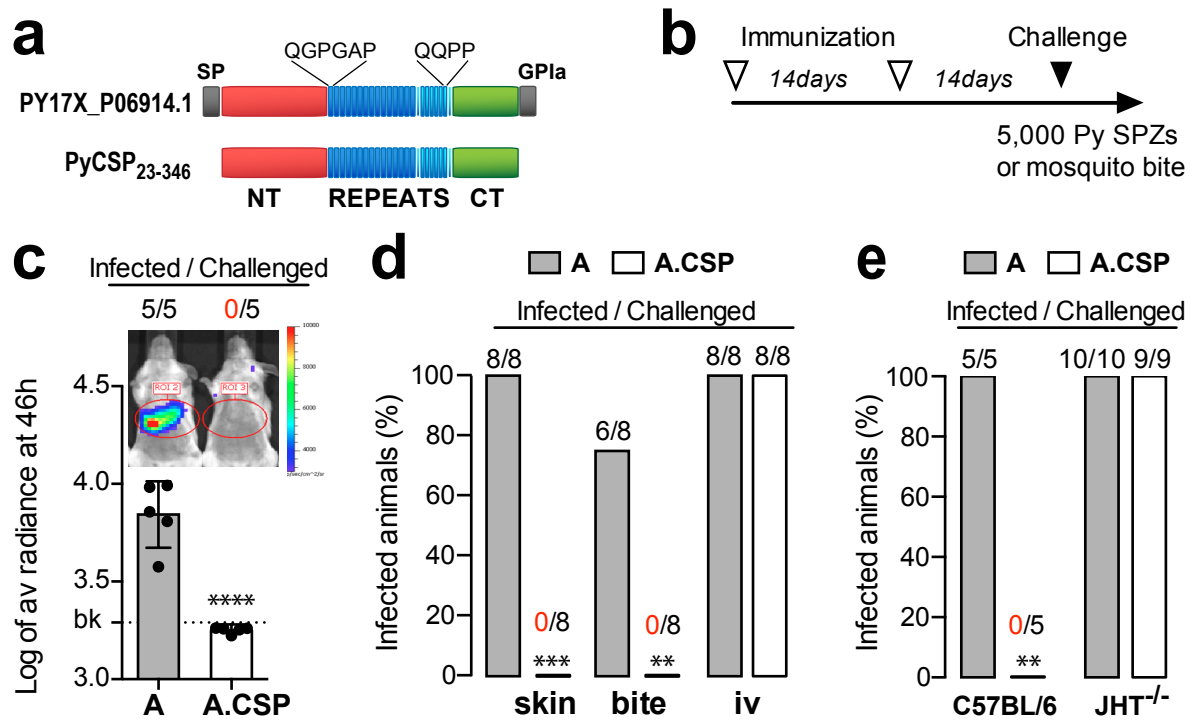 a
QGPGAP
QQPP
SP
GPIa
PY17X_P06914.1
PyCSP23-346
NT
REPEATS
CT
b
Immunization
Challenge
14days
14days
5,000 Py SPZs
or mosquito bite
c
Infected / Challenged
5/5
0/5
ROI 2
ROI 3
10000
8000
6000
4000
Log of av radiance at 46h
4.5
4.0
3.5
bk
3.0
****
A
A.CSP
d
A
A.CSP
Infected / Challenged
8/8
6/8
8/8
8/8
Infected animals (%)
100
80
60
40
20
0
0/8
0/8
***
**
skin
bite
iv
e
A
A.CSP
Infected / Challenged
5/5
10/10
9/9
Infected animals (%)
100
80
60
40
20
0
0/5
**
C57BL/6
JHT-/-